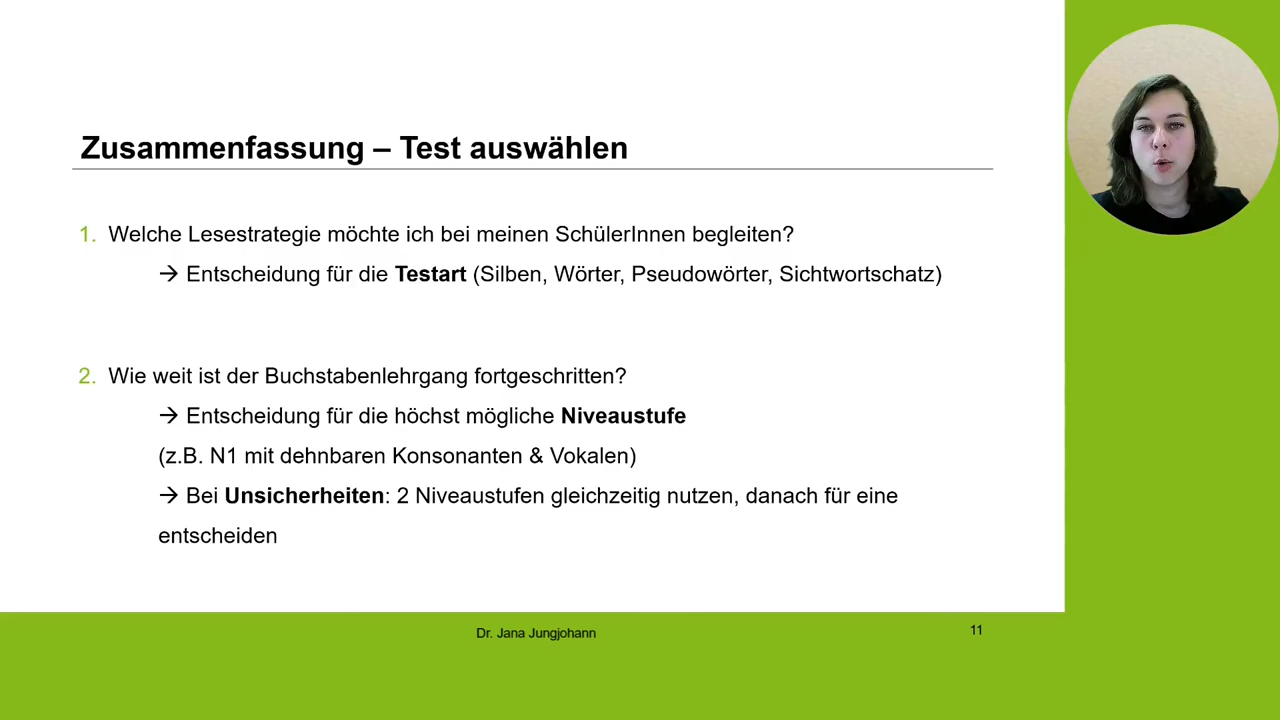 Zusammenfassung – Test auswählen
1. Welche Lesestrategie möchte ich bei meinen SchülerInnen begleiten?
→ Entscheidung für die Testart (Silben, Wörter, Pseudowörter, Sichtwortschatz)
2. Wie weit ist der Buchstabenlehrgang fortgeschritten?
→ Entscheidung für die höchst mögliche Niveaustufe
(z.B. N1 mit dehnbaren Konsonanten & Vokalen)
→ Bei Unsicherheiten: 2 Niveaustufen gleichzeitig nutzen, danach für eine
entscheiden
Dr. Jana Jungjohann
11